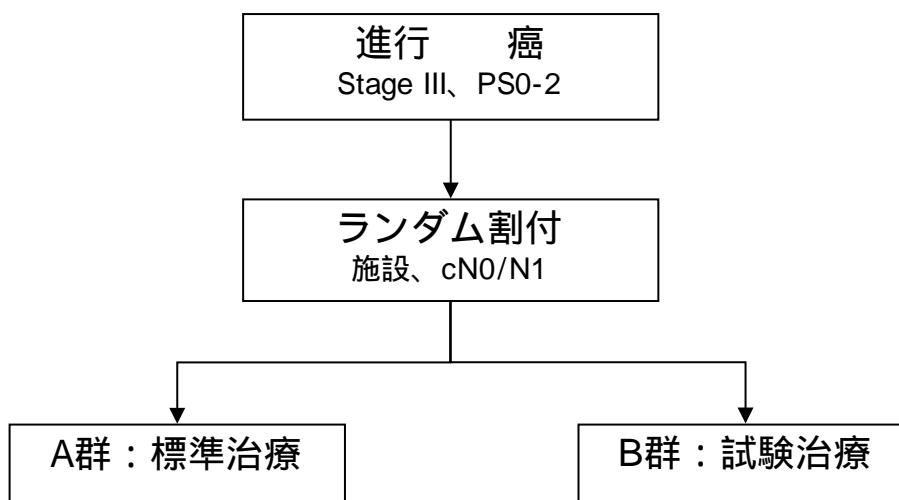 進行　　癌
Stage III、PS0-2
ランダム割付
施設、cN0/N1
A群：標準治療
B群：試験治療